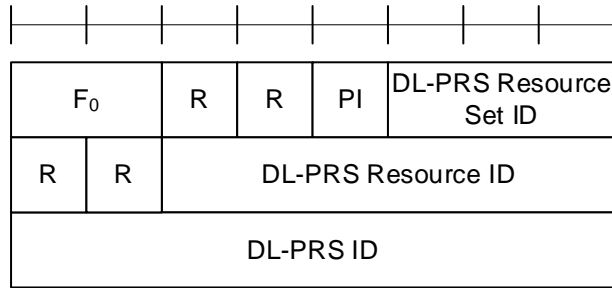 F₀ R R PI DL-PRS Resource
Set ID
R R DL-PRS Resource ID
DL-PRS ID